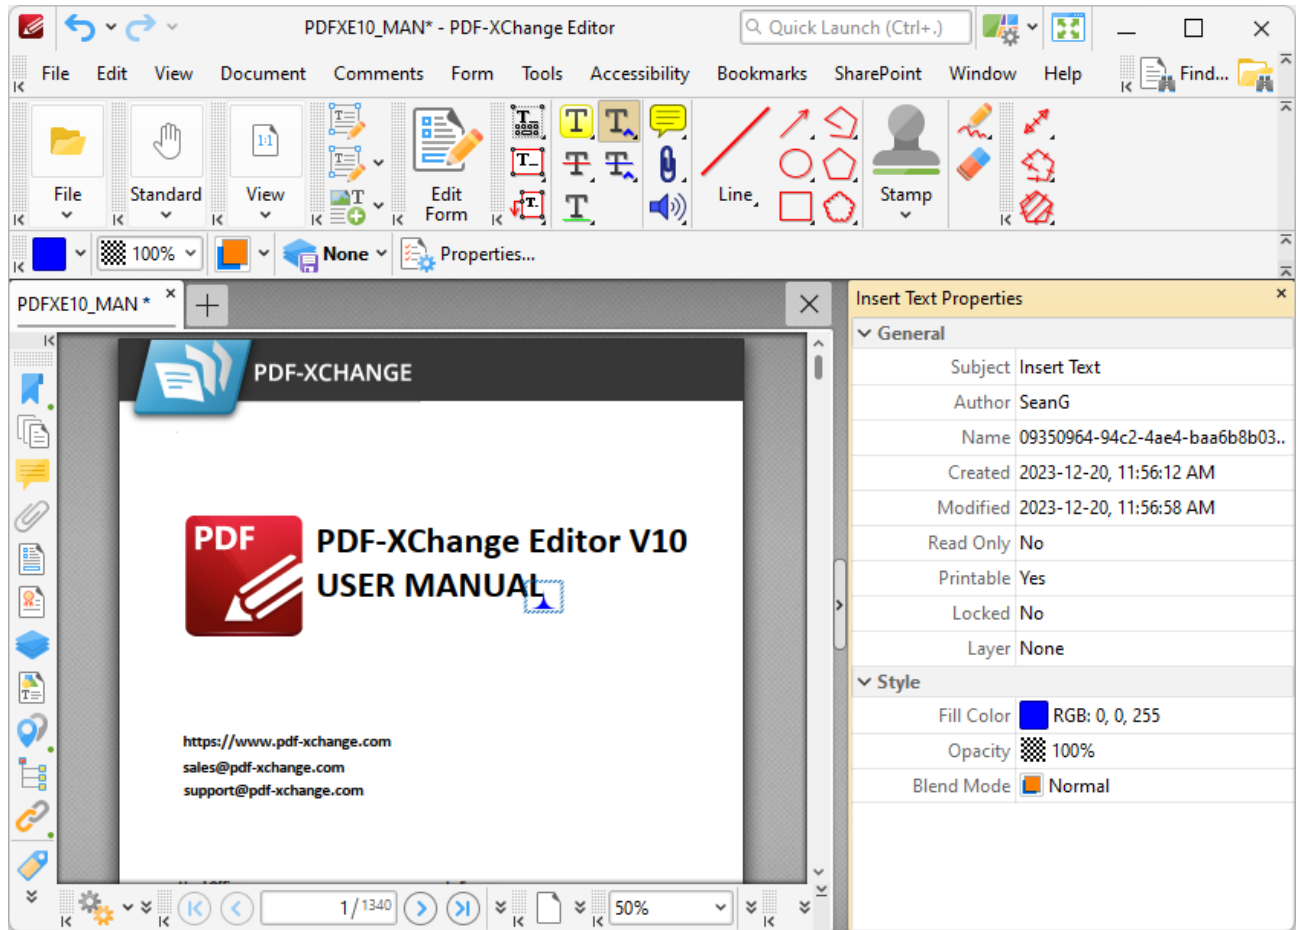 PDFXE10_MAN* - PDF-XChange Editor
Quick Launch (Ctrl+.)
File Edit View Document Comments Form Tools Accessibility Bookmarks SharePoint Window Help Find...
File
Standard
1:1
View
Edit
Form
Line
Stamp
100%
None
Properties...
PDFXE10_MAN *
PDF-XCHANGE
PDF
PDF-XChange Editor V10
USER MANUAL
https://www.pdf-xchange.com
sales@pdf-xchange.com
support@pdf-xchange.com
1/1340
50%
Insert Text Properties
General
Subject Insert Text
Author SeanG
Name 09350964-94c2-4ae4-baa6b8b03..
Created 2023-12-20, 11:56:12 AM
Modified 2023-12-20, 11:56:58 AM
Read Only No
Printable Yes
Locked No
Layer None
Style
Fill Color RGB: 0, 0, 255
Opacity 100%
Blend Mode Normal